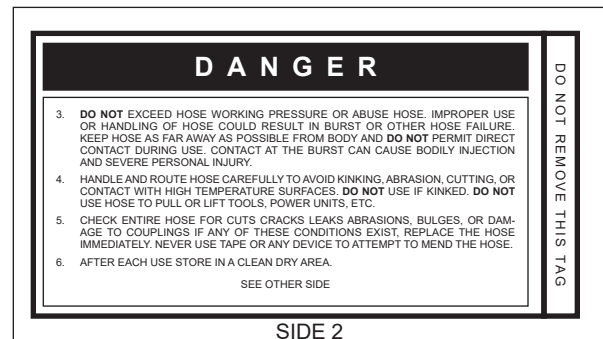 DANGER
3. DO NOT EXCEED HOSE WORKING PRESSURE OR ABUSE HOSE. IMPROPER USE
OR HANDLING OF HOSE COULD RESULT IN BURST OR OTHER HOSE FAILURE.
KEEP HOSE AS FAR AWAY AS POSSIBLE FROM BODY AND DO NOT PERMIT DIRECT
CONTACT DURING USE. CONTACT AT THE BURST CAN CAUSE BODILY INJECTION
AND SEVERE PERSONAL INJURY.
4. HANDLE AND ROUTE HOSE CAREFULLY TO AVOID KINKING, ABRASION, CUTTING, OR
CONTACT WITH HIGH TEMPERATURE SURFACES. DO NOT USE IF KINKED. DO NOT
USE HOSE TO PULL OR LIFT TOOLS, POWER UNITS, ETC.
5. CHECK ENTIRE HOSE FOR CUTS CRACKS LEAKS ABRASIONS, BULGES, OR DAM-
AGE TO COUPLINGS IF ANY OF THESE CONDITIONS EXIST, REPLACE THE HOSE
IMMEDIATELY. NEVER USE TAPE OR ANY DEVICE TO ATTEMPT TO MEND THE HOSE.
6. AFTER EACH USE STORE IN A CLEAN DRY AREA.
SEE OTHER SIDE
DO NOT REMOVE THIS TAG
SIDE 2